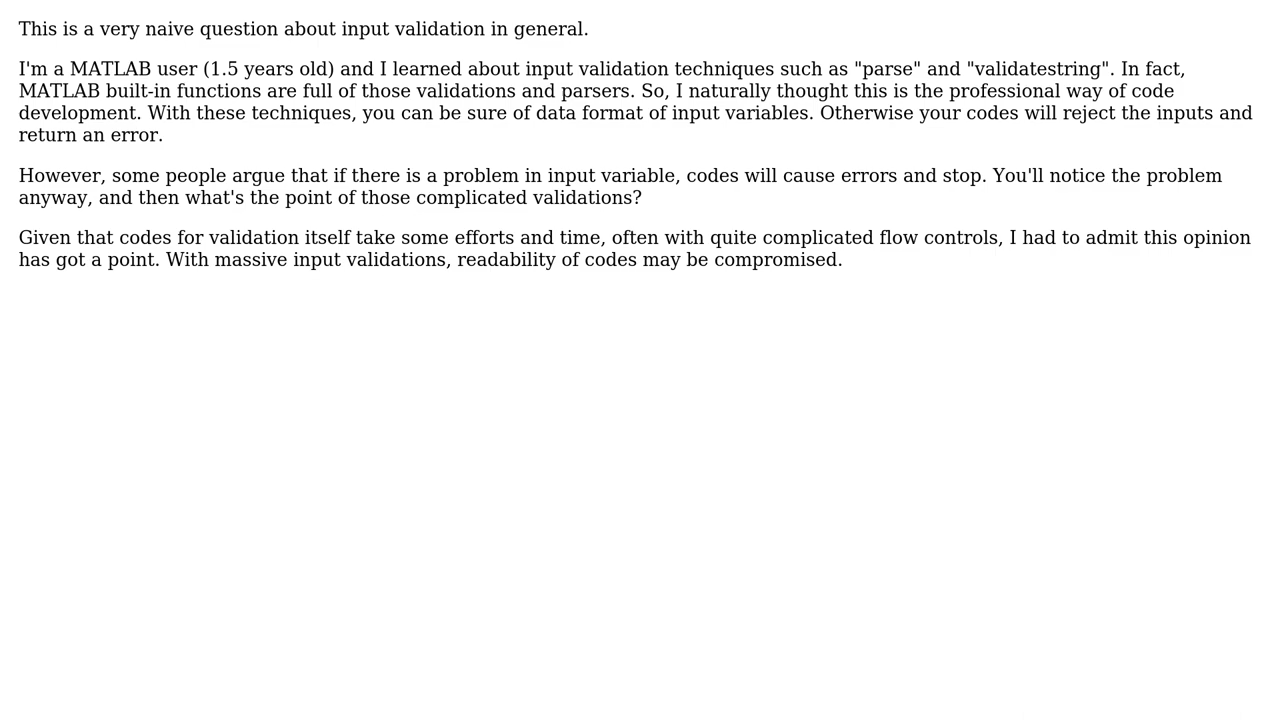 This is a very naive question about input validation in general.
I'm a MATLAB user (1.5 years old) and I learned about input validation techniques such as "parse" and "validatestring". In fact,
MATLAB built-in functions are full of those validations and parsers. So, I naturally thought this is the professional way of code
development. With these techniques, you can be sure of data format of input variables. Otherwise your codes will reject the inputs and
return an error.
However, some people argue that if there is a problem in input variable, codes will cause errors and stop. You'll notice the problem
anyway, and then what's the point of those complicated validations?
Given that codes for validation itself take some efforts and time, often with quite complicated flow controls, I had to admit this opinion
has got a point. With massive input validations, readability of codes may be compromised.